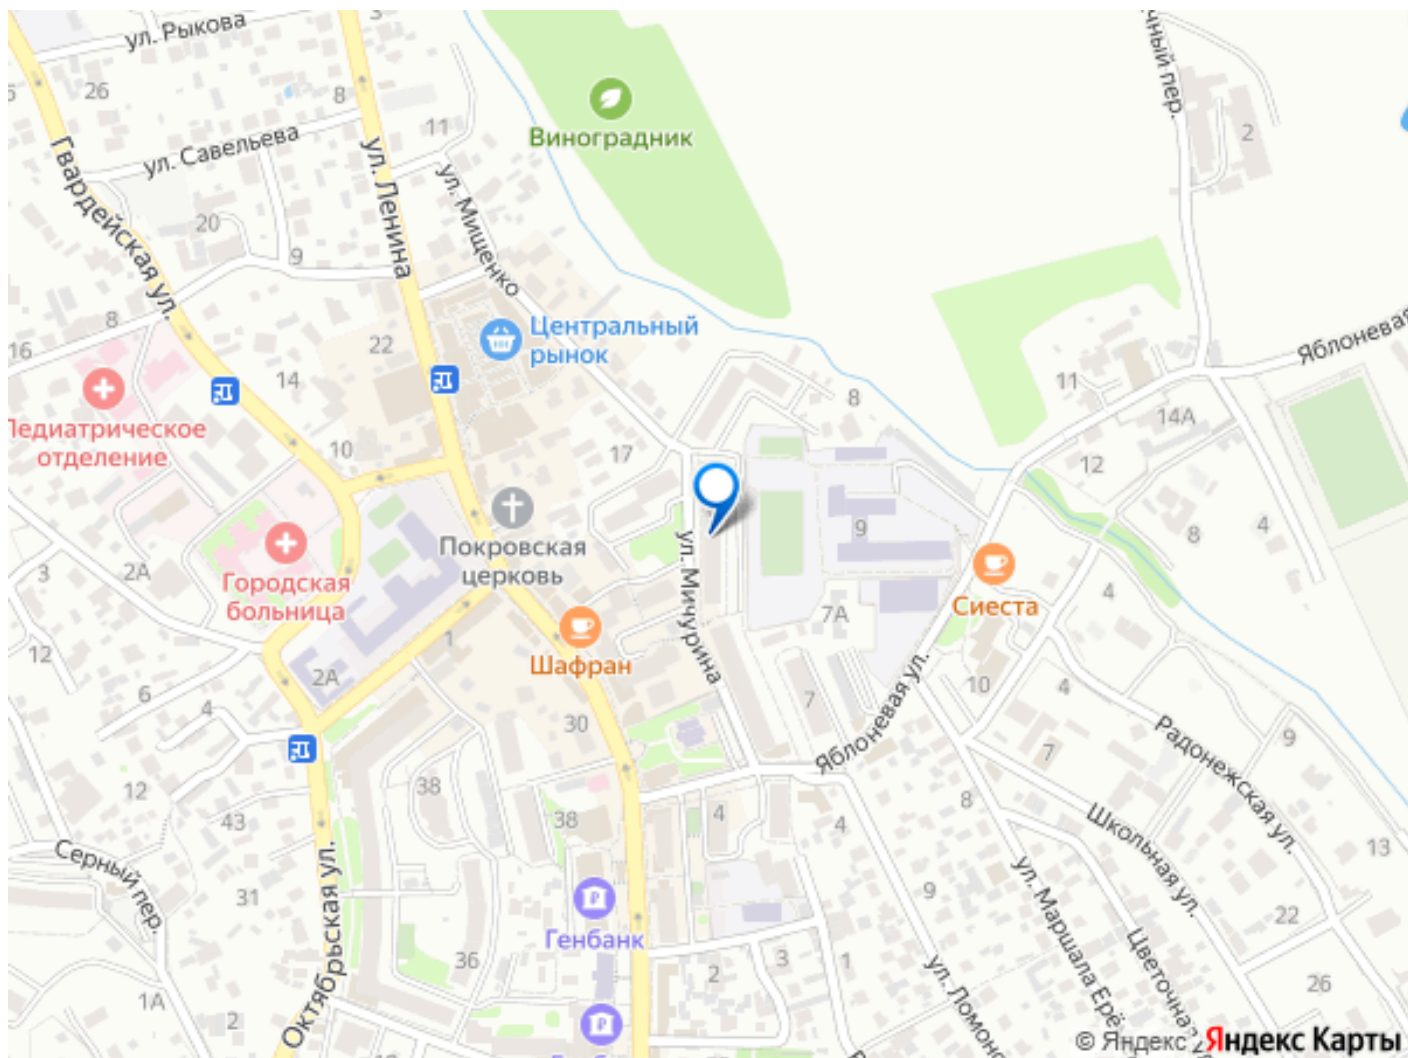 ул. Рыкова
3
чный пер.
26
8
11
2
Виноградник
ул. Савельева
ул. Ленина
Гвардейская ул.
ул. Мищенко
20
9
8
16
22
14
Центральный
рынок
Яблоневая
11
8
14А
Педиатрическое
отделение
10
17
12
4
8
9
Покровская
церковь
ул. Мичурина
3
2А
Городская
больница
Сиеста
4
7А
12
1
Шафран
2А
6
4
7
10
4
30
Яблоневая ул.
7
9
Радонежская ул.
12
38
43
38
4
4
8
Школьная ул.
13
Серный пер.
31
9
ул. Маршала Ерё
22
Октябрьская ул.
Генбанк
36
2
3
1
ул. Ломоно
Цветочная
26
1А
2
© Яндекс
Яндекс Карты